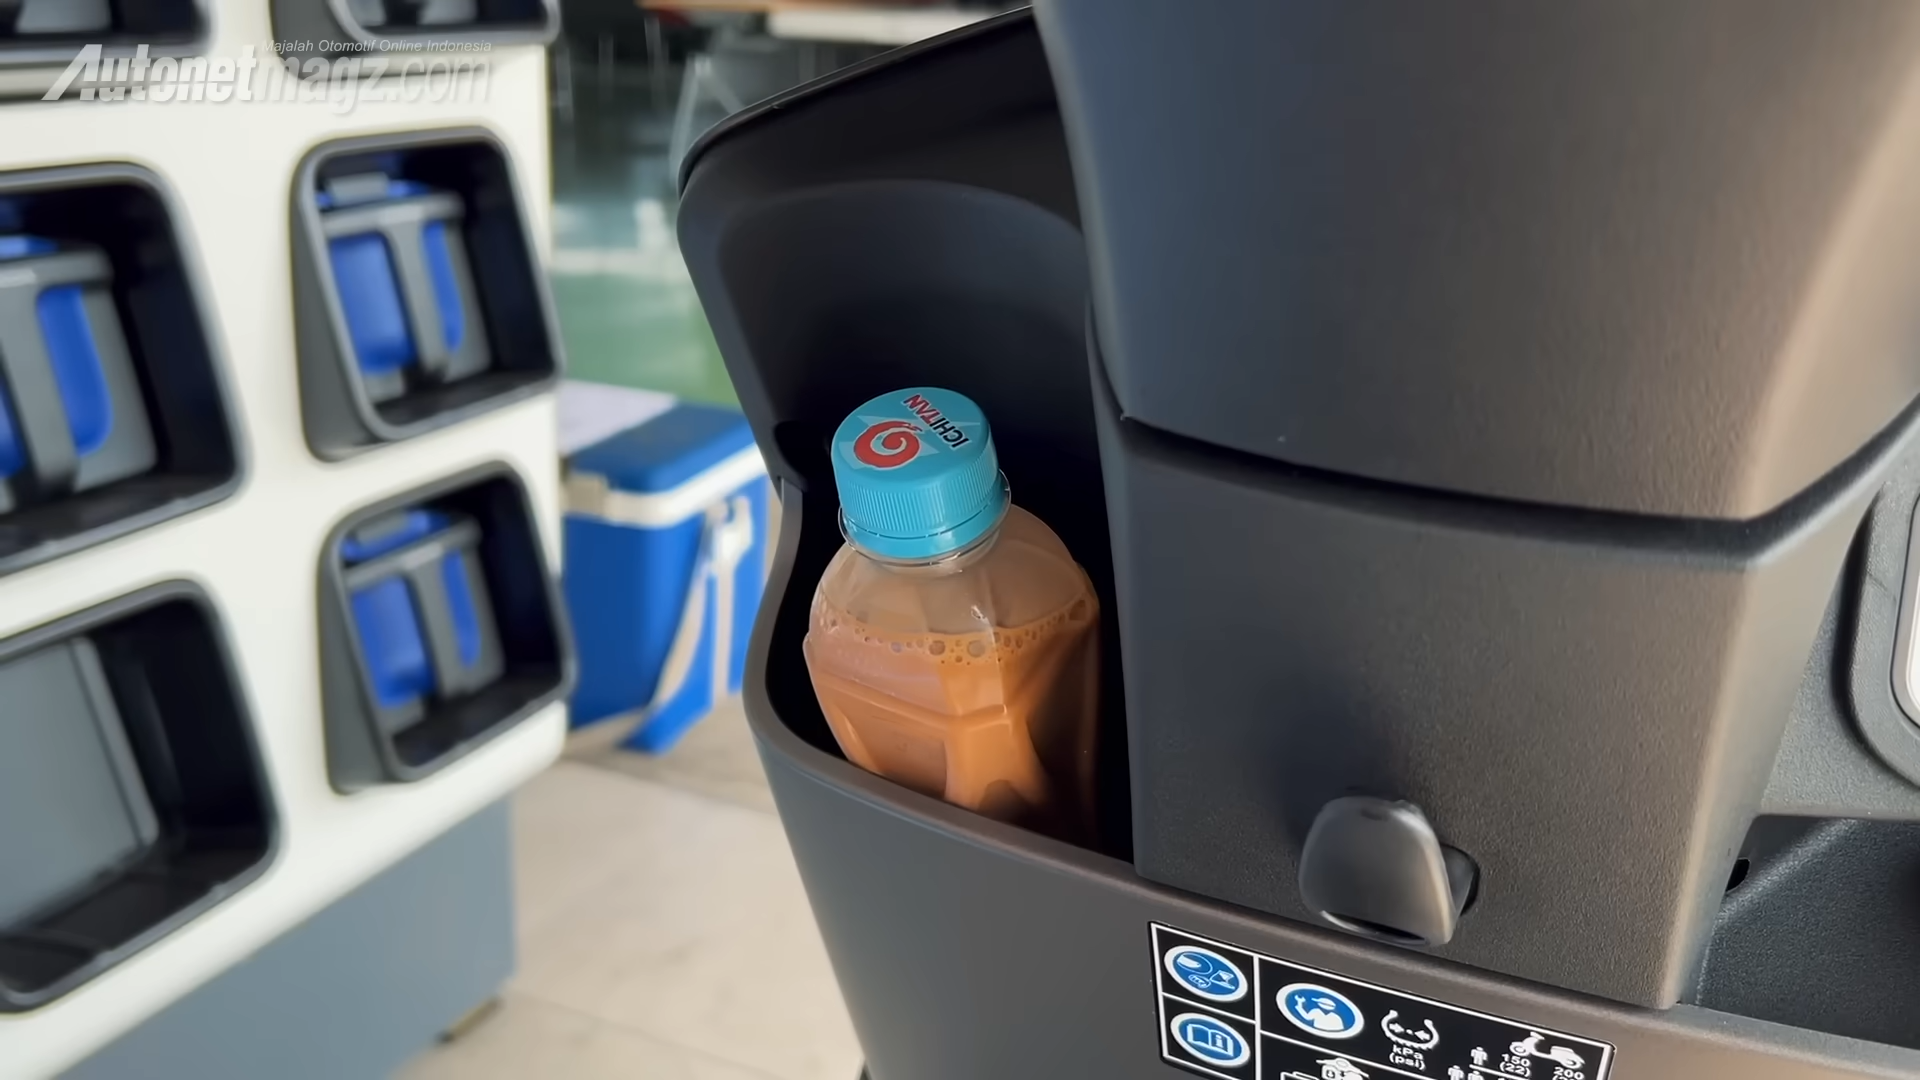 Majalah Otomotif Online Indonesia
Autonetmagz.com
ICHITAN
kPa
(psi)
150
(22)
200